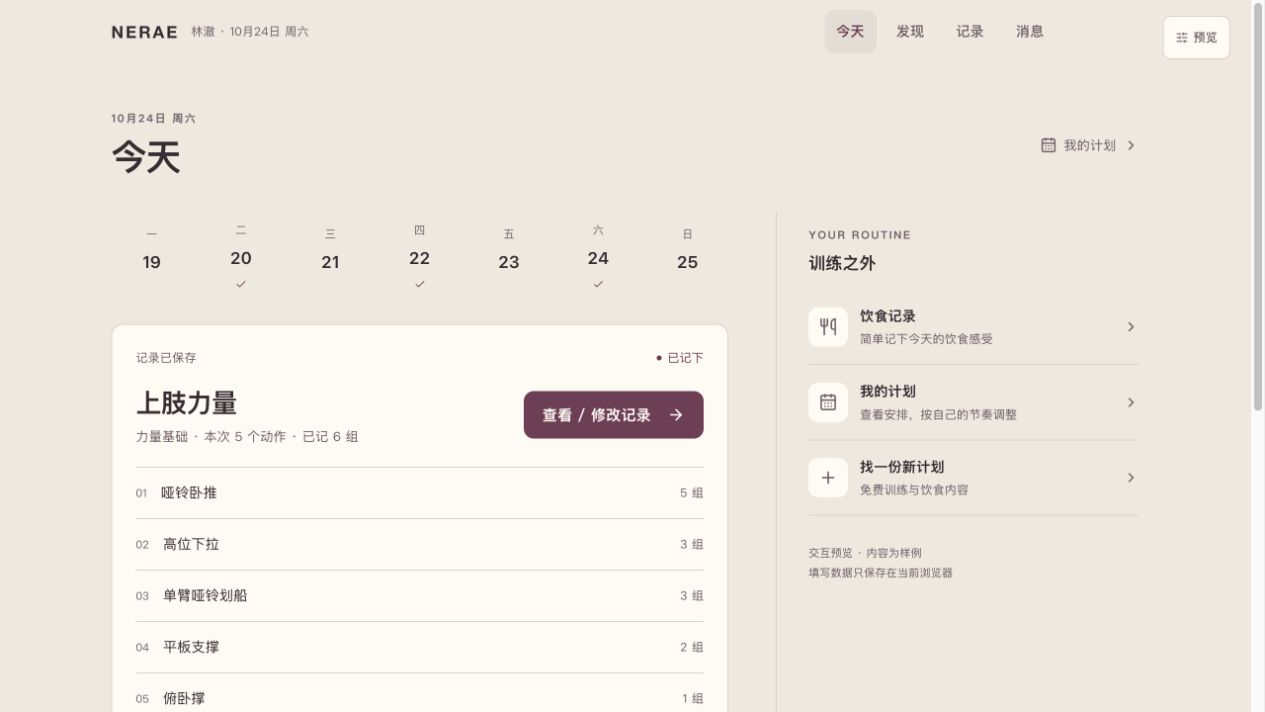 NERAE 林澈 · 10月24日 周六
今天 发现 记录 消息
预览
10月24日 周六
今天
我的计划
一 二 三 四 五 六 日
19 20 21 22 23 24 25
记录已保存
已记下
上肢力量
力量基础 · 本次 5 个动作 · 已记 6 组
查看 / 修改记录
01 哑铃卧推 5 组
02 高位下拉 3 组
03 单臂哑铃划船 3 组
04 平板支撑 2 组
05 俯卧撑 1 组
YOUR ROUTINE
训练之外
饮食记录
简单记下今天的饮食感受
我的计划
查看安排，按自己的节奏调整
找一份新计划
免费训练与饮食内容
交互预览 · 内容为样例
填写数据只保存在当前浏览器